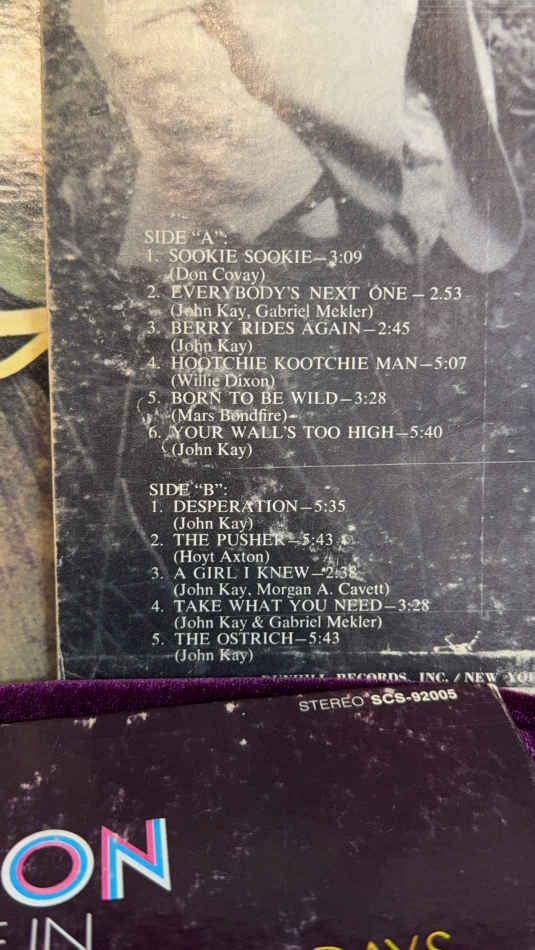 SIDE "A":
1. SOOKIE SOOKIE—3:09
(Don Covay)
2. EVERYBODY'S NEXT ONE — 2.53
(John Kay, Gabriel Mekler)
3. BERRY RIDES AGAIN—2:45
(John Kay)
4. HOOTCHIE KOOTCHIE MAN—5:07
(Willie Dixon)
5. BORN TO BE WILD—3:28
(Mars Bondfire)
6. YOUR WALL'S TOO HIGH—5:40
(John Kay)
SIDE "B":
1. DESPERATION—5:35
(John Kay)
2. THE PUSHER—5:43
(Hoyt Axton)
3. A GIRL I KNEW—2:38
(John Kay, Morgan A. Cavett)
4. TAKE WHAT YOU NEED—3:28
(John Kay & Gabriel Mekler)
5. THE OSTRICH—5:43
(John Kay)
RECORDS, INC. / NEW
STEREO SCS-92005
ON
IN
DAYS